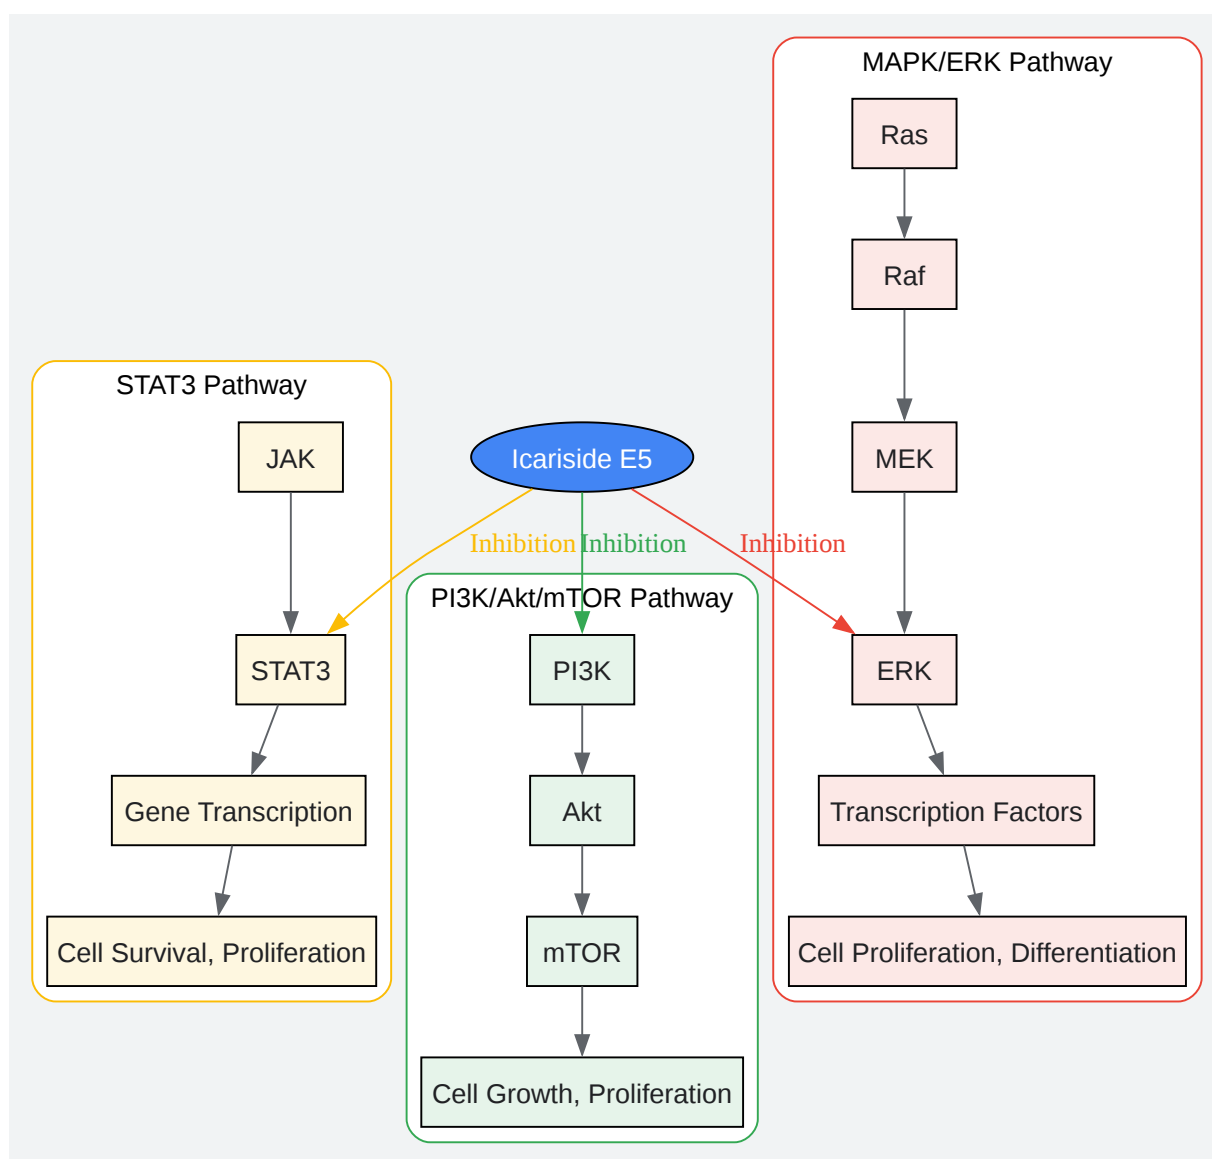 MAPK/ERK Pathway
Ras
Raf
STAT3 Pathway
JAK
Icariside E5
MEK
Inhibition
Inhibition
Inhibition
PI3K/Akt/mTOR Pathway
STAT3
PI3K
ERK
Gene Transcription
Akt
Transcription Factors
Cell Survival, Proliferation
mTOR
Cell Proliferation, Differentiation
Cell Growth, Proliferation